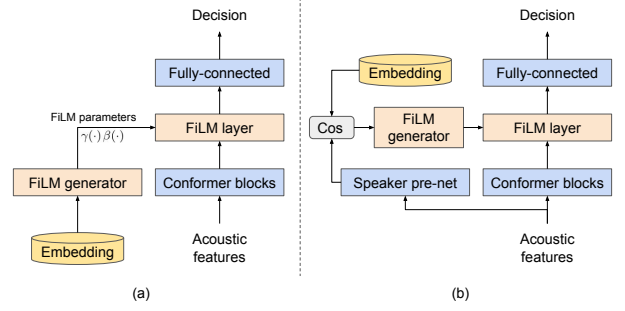 Decision
Fully-connected
FiLM parameters
γ(·) β(·)
FiLM layer
FiLM generator
Conformer blocks
Embedding
Acoustic
features
(a)
Decision
Embedding
Fully-connected
Cos
FiLM
generator
FiLM layer
Speaker pre-net
Conformer blocks
Acoustic
features
(b)